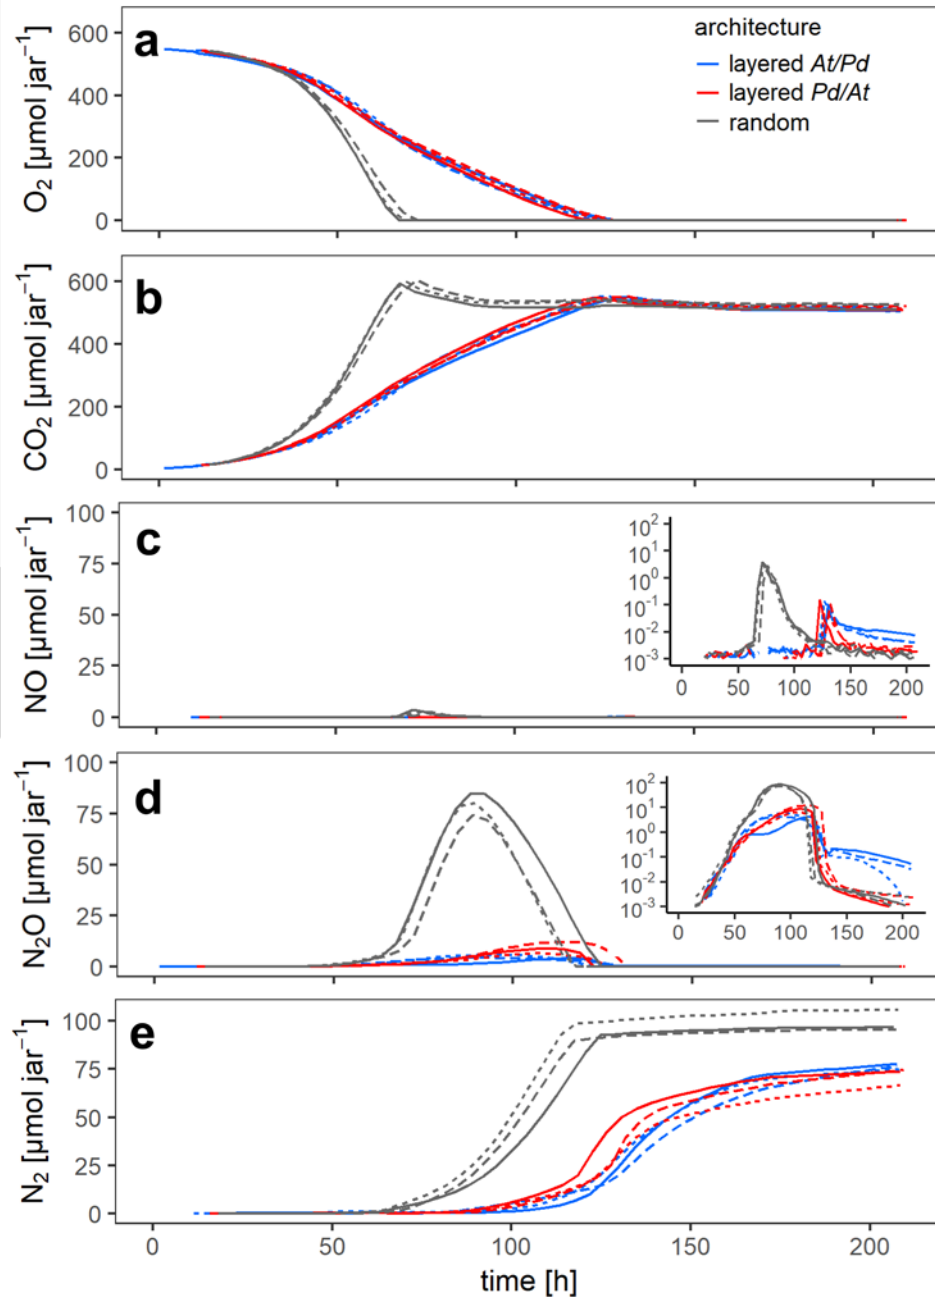 architecture
layered At/Pd
layered Pd/At
random
a
O₂ [µmol jar⁻¹]
600
400
200
0
b
CO₂ [µmol jar⁻¹]
600
400
200
0
c
NO [µmol jar⁻¹]
100
75
50
25
0
10²
10¹
10⁰
10⁻¹
10⁻²
10⁻³
0 50 100 150 200
d
N₂O [µmol jar⁻¹]
100
75
50
25
0
10²
10¹
10⁰
10⁻¹
10⁻²
10⁻³
0 50 100 150 200
e
N₂ [µmol jar⁻¹]
100
75
50
25
0
0 50 100 150 200
time [h]